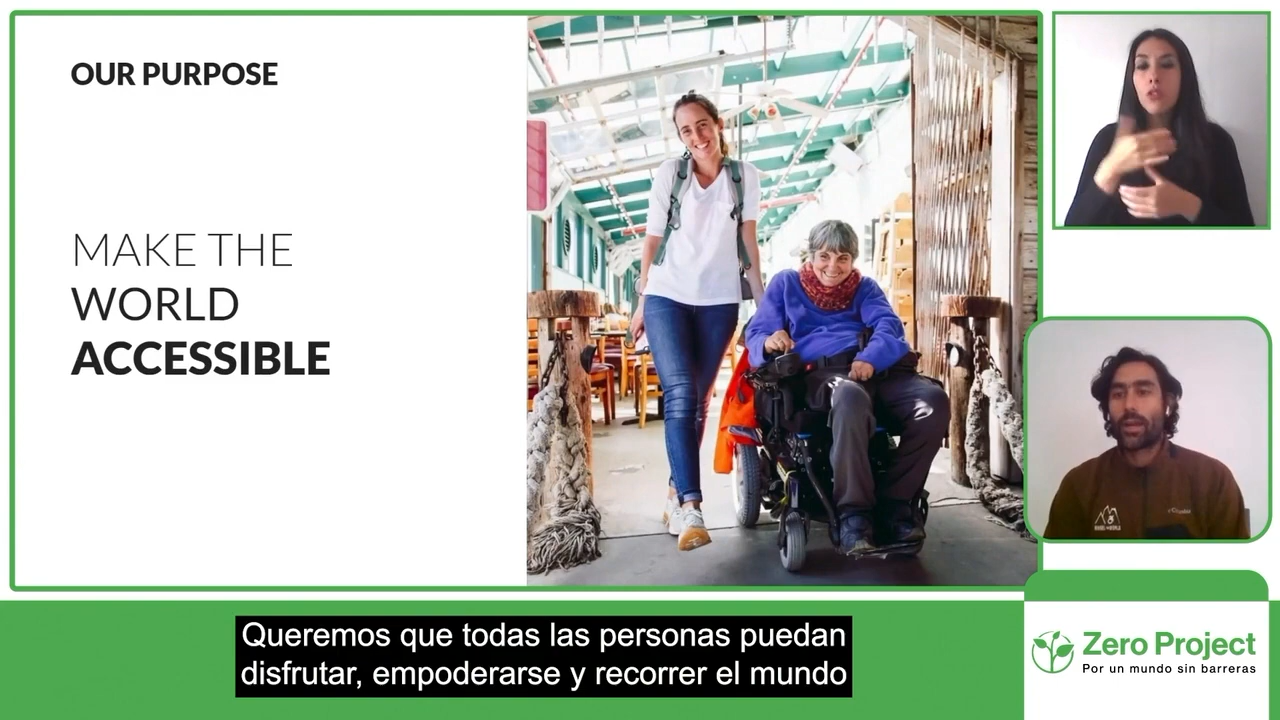 OUR PURPOSE
MAKE THE
WORLD
ACCESSIBLE
Queremos que todas las personas puedan
disfrutar, empoderarse y recorrer el mundo
Zero Project
Por un mundo sin barreras